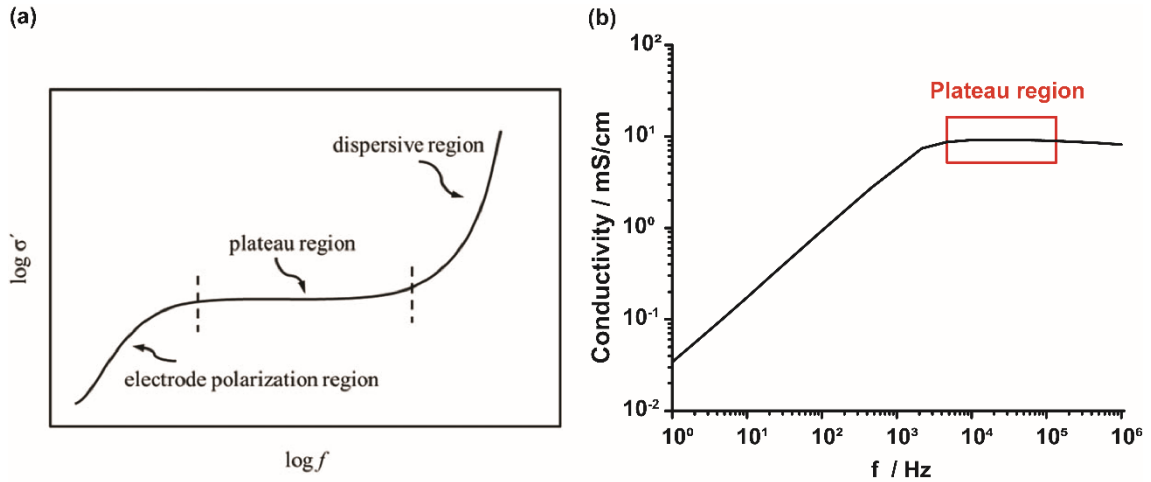 (a)
dispersive region
plateau region
electrode polarization region
log σ′
log f
(b)
Plateau region
Conductivity / mS/cm
10²
10¹
10⁰
10⁻¹
10⁻²
10⁰ 10¹ 10² 10³ 10⁴ 10⁵ 10⁶
f / Hz